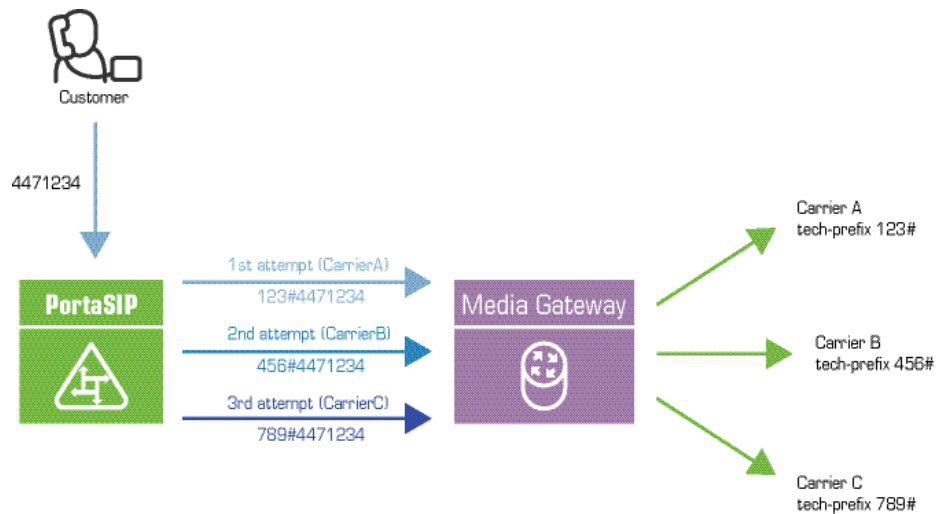 Customer
4471234
PortaSIP
1st attempt (CarrierA)
123#4471234
2nd attempt (CarrierB)
456#4471234
3rd attempt (CarrierC)
789#4471234
Media Gateway
Carrier A
tech-prefix 123#
Carrier B
tech-prefix 456#
Carrier C
tech-prefix 789#